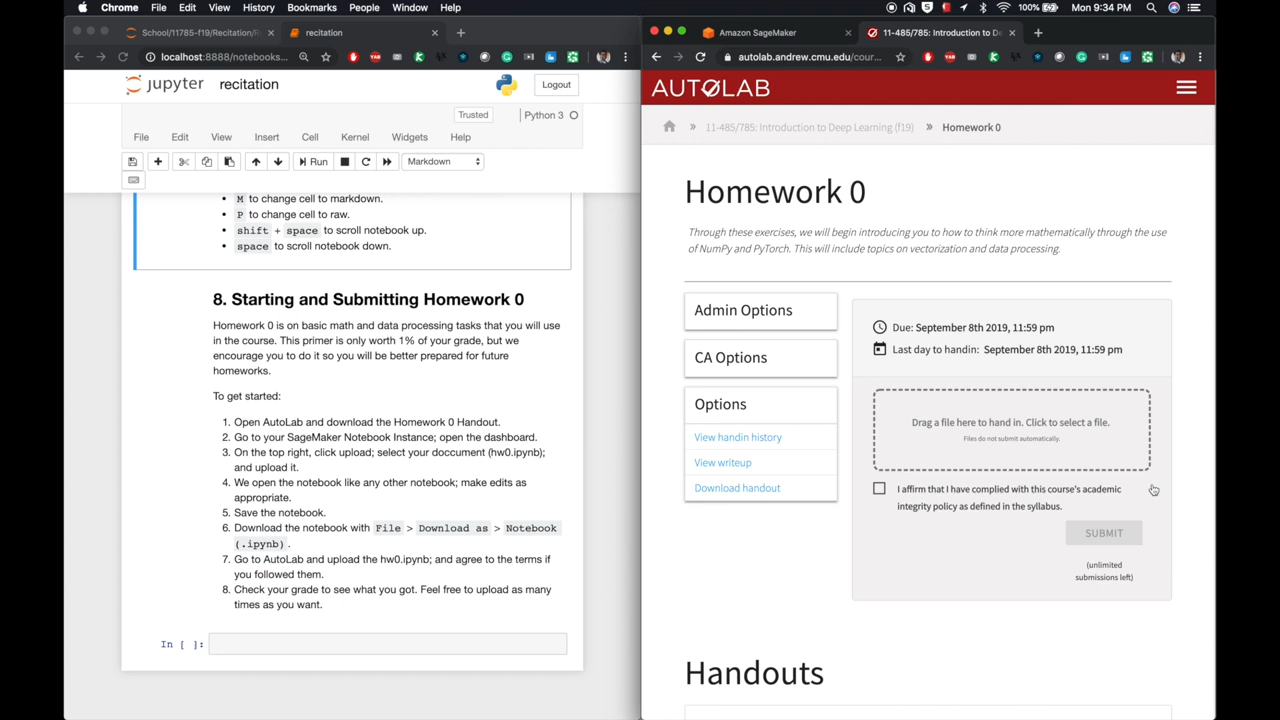 Chrome File Edit View History Bookmarks People Window Help
100% Mon 9:34 PM
School/11785-f19/Recitation/R
recitation
localhost:8888/notebooks...
jupyter recitation
Logout
Trusted
Python 3
File Edit View Insert Cell Kernel Widgets Help
Run
Markdown
M to change cell to markdown.
P to change cell to raw.
shift + space to scroll notebook up.
space to scroll notebook down.
8. Starting and Submitting Homework 0
Homework 0 is on basic math and data processing tasks that you will use
in the course. This primer is only worth 1% of your grade, but we
encourage you to do it so you will be better prepared for future
homeworks.
To get started:
1. Open AutoLab and download the Homework 0 Handout.
2. Go to your SageMaker Notebook Instance; open the dashboard.
3. On the top right, click upload; select your doccument (hw0.ipynb);
and upload it.
4. We open the notebook like any other notebook; make edits as
appropriate.
5. Save the notebook.
6. Download the notebook with File > Download as > Notebook
(.ipynb).
7. Go to AutoLab and upload the hw0.ipynb; and agree to the terms if
you followed them.
8. Check your grade to see what you got. Feel free to upload as many
times as you want.
In [ ]:
Amazon SageMaker
11-485/785: Introduction to De
autolab.andrew.cmu.edu/cour...
AUTOLAB
» 11-485/785: Introduction to Deep Learning (f19) » Homework 0
Homework 0
Through these exercises, we will begin introducing you to how to think more mathematically through the use
of NumPy and PyTorch. This will include topics on vectorization and data processing.
Admin Options
CA Options
Options
View handin history
View writeup
Download handout
Due: September 8th 2019, 11:59 pm
Last day to handin: September 8th 2019, 11:59 pm
Drag a file here to hand in. Click to select a file.
Files do not submit automatically.
I affirm that I have complied with this course's academic
integrity policy as defined in the syllabus.
SUBMIT
(unlimited
submissions left)
Handouts